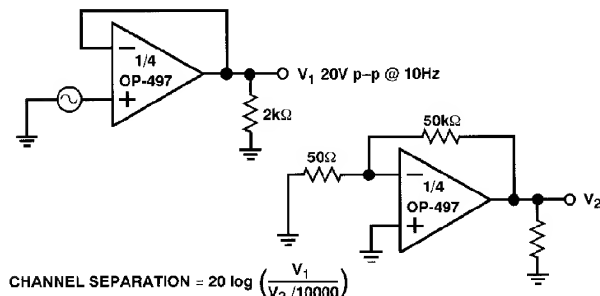 −
1/4
OP-497
+
V1 20V p–p @ 10Hz
2kΩ
50kΩ
50Ω
−
1/4
OP-497
+
V2
CHANNEL SEPARATION = 20 log ( V1 / V2 /10000 )